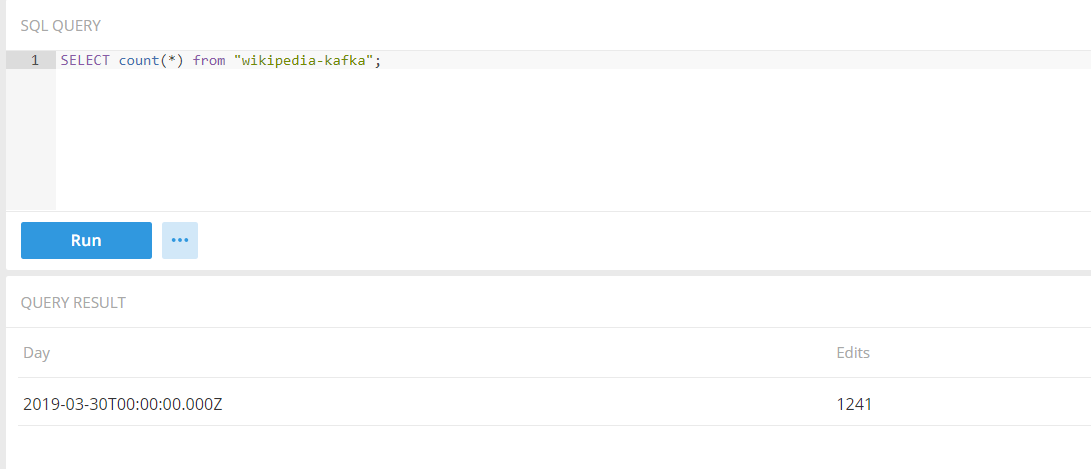 SQL QUERY
1 SELECT count(*) from "wikipedia-kafka";
Run ...
QUERY RESULT
Day Edits
2019-03-30T00:00:00.000Z 1241